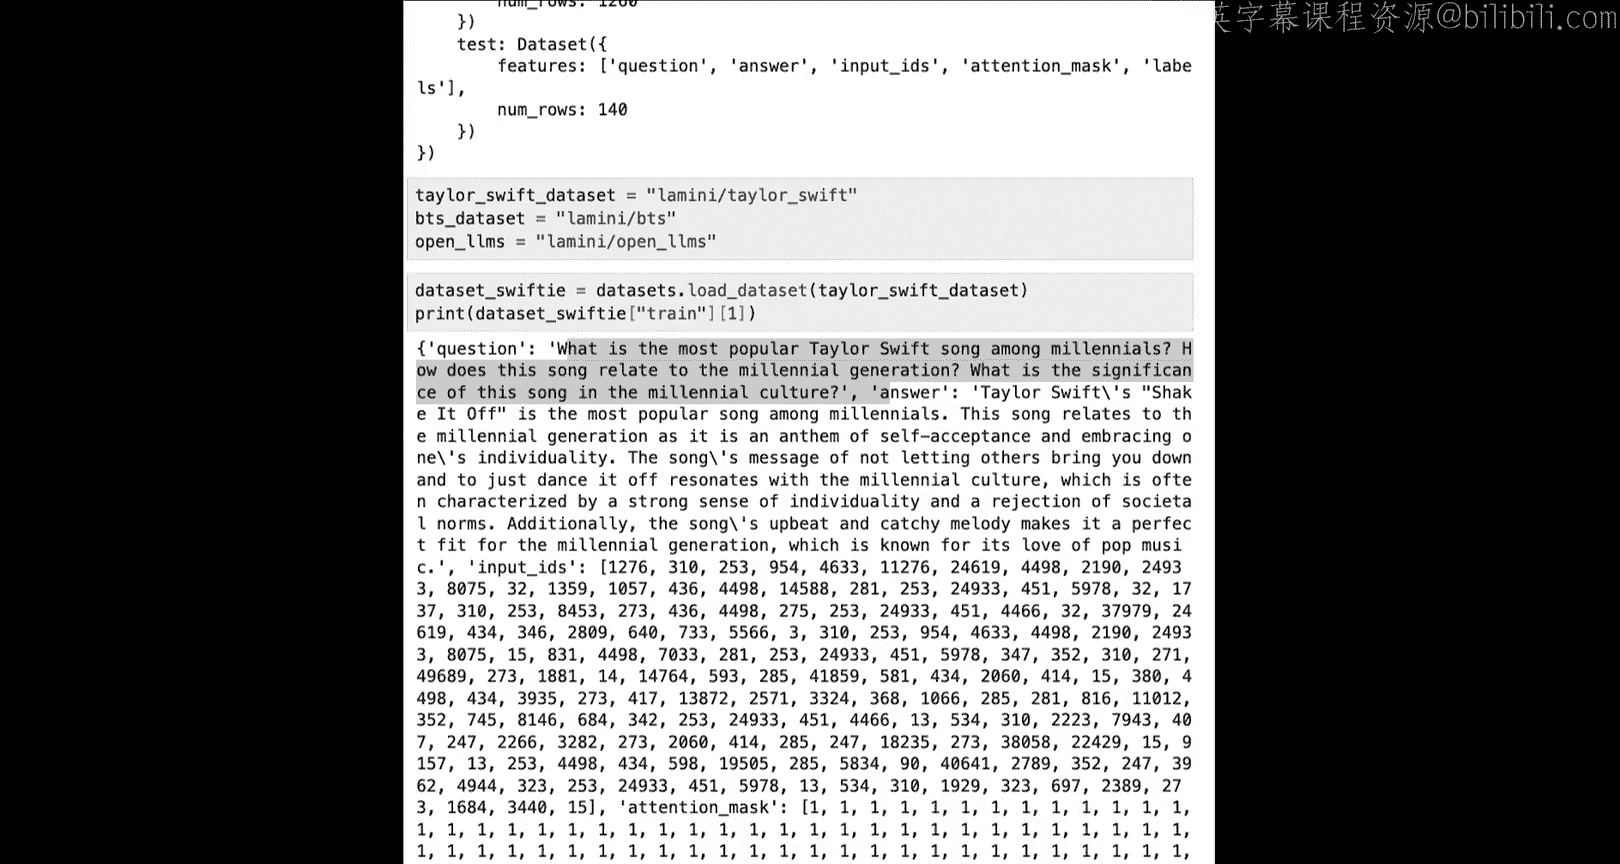 英字幕课程资源@bilibili.com
num_rows: 1260
})
test: Dataset({
features: ['question', 'answer', 'input_ids', 'attention_mask', 'labe
ls'],
num_rows: 140
})
})
taylor_swift_dataset = "lamini/taylor_swift"
bts_dataset = "lamini/bts"
open_llms = "lamini/open_llms"
dataset_swiftie = datasets.load_dataset(taylor_swift_dataset)
print(dataset_swiftie["train"][1])
{'question': 'What is the most popular Taylor Swift song among millennials? H
ow does this song relate to the millennial generation? What is the significan
ce of this song in the millennial culture?', 'answer': 'Taylor Swift\'s "Shak
e It Off" is the most popular song among millennials. This song relates to th
e millennial generation as it is an anthem of self-acceptance and embracing o
ne\'s individuality. The song\'s message of not letting others bring you down
and to just dance it off resonates with the millennial culture, which is ofte
n characterized by a strong sense of individuality and a rejection of societa
l norms. Additionally, the song\'s upbeat and catchy melody makes it a perfec
t fit for the millennial generation, which is known for its love of pop musi
c.', 'input_ids': [1276, 310, 253, 954, 4633, 11276, 24619, 4498, 2190, 2493
3, 8075, 32, 1359, 1057, 436, 4498, 14588, 281, 253, 24933, 451, 5978, 32, 17
37, 310, 253, 8453, 273, 436, 4498, 275, 253, 24933, 451, 4466, 32, 37979, 24
619, 434, 346, 2809, 640, 733, 5566, 3, 310, 253, 954, 4633, 4498, 2190, 2493
3, 8075, 15, 831, 4498, 7033, 281, 253, 24933, 451, 5978, 347, 352, 310, 271,
49689, 273, 1881, 14, 14764, 593, 285, 41859, 581, 434, 2060, 414, 15, 380, 4
498, 434, 3935, 273, 417, 13872, 2571, 3324, 368, 1066, 285, 281, 816, 11012,
352, 745, 8146, 684, 342, 253, 24933, 451, 4466, 13, 534, 310, 2223, 7943, 40
7, 247, 2266, 3282, 273, 2060, 414, 285, 247, 18235, 273, 38058, 22429, 15, 9
157, 13, 253, 4498, 434, 598, 19505, 285, 5834, 90, 40641, 2789, 352, 247, 39
62, 4944, 323, 253, 24933, 451, 5978, 13, 534, 310, 1929, 323, 697, 2389, 27
3, 1684, 3440, 15], 'attention_mask': [1, 1, 1, 1, 1, 1, 1, 1, 1, 1, 1, 1, 1,
1, 1, 1, 1, 1, 1, 1, 1, 1, 1, 1, 1, 1, 1, 1, 1, 1, 1, 1, 1, 1, 1, 1, 1, 1, 1,
1, 1, 1, 1, 1, 1, 1, 1, 1, 1, 1, 1, 1, 1, 1, 1, 1, 1, 1, 1, 1, 1, 1, 1, 1, 1,